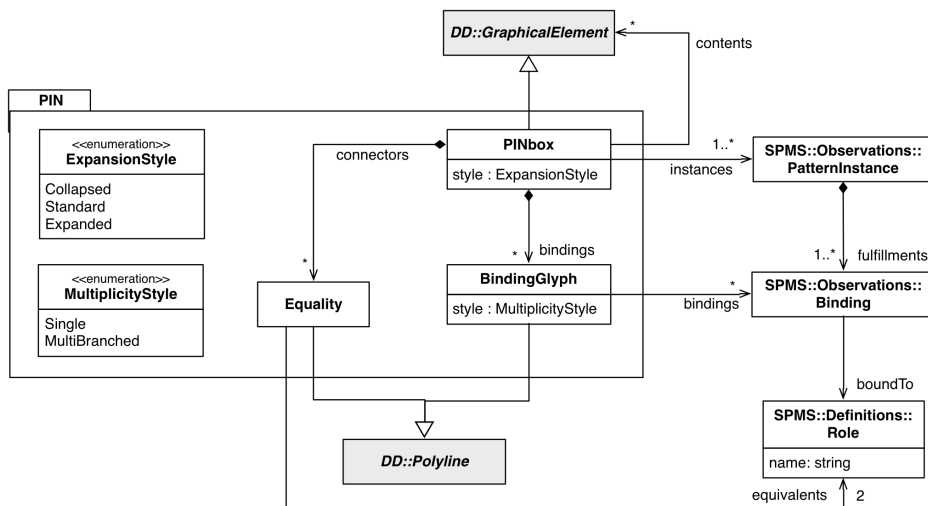 DD::GraphicalElement
*
contents
PIN
<<enumeration>>
ExpansionStyle
Collapsed
Standard
Expanded
connectors
PINbox
style : ExpansionStyle
1..*
instances
SPMS::Observations::
PatternInstance
*
*
bindings
1..*
fulfillments
<<enumeration>>
MultiplicityStyle
Single
MultiBranched
Equality
BindingGlyph
style : MultiplicityStyle
*
bindings
SPMS::Observations::
Binding
boundTo
DD::Polyline
SPMS::Definitions::
Role
name: string
equivalents
2